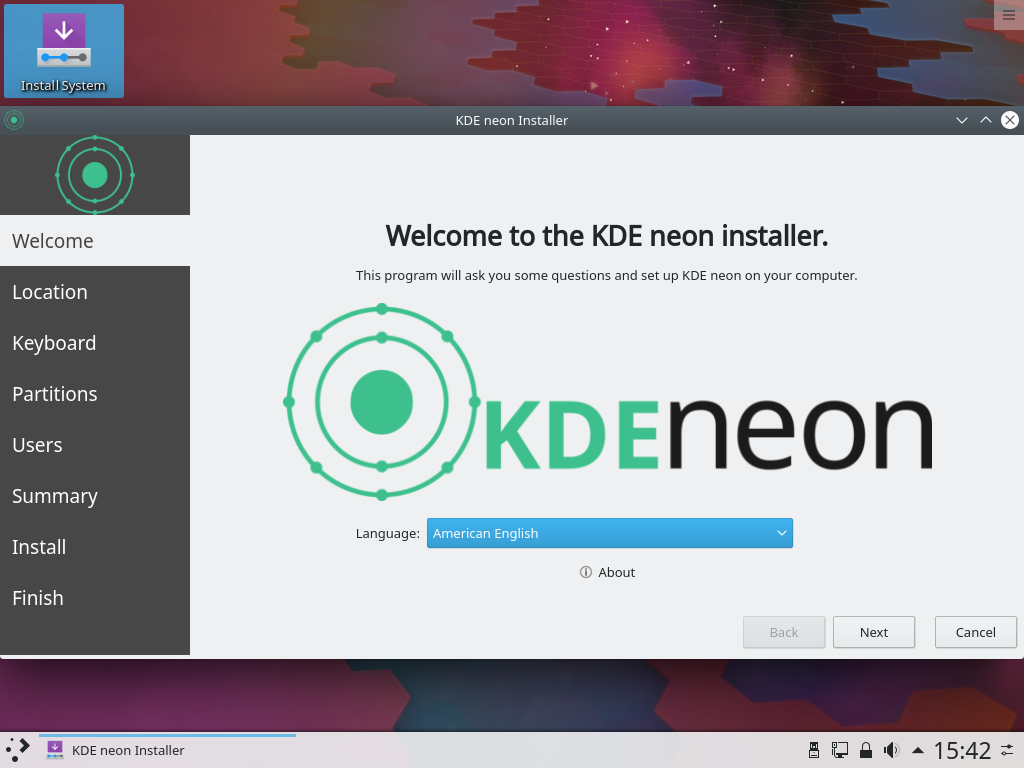 Install System
KDE neon Installer
Welcome
Location
Keyboard
Partitions
Users
Summary
Install
Finish
Welcome to the KDE neon installer.
This program will ask you some questions and set up KDE neon on your computer.
KDEneon
Language: American English
About
Back Next Cancel
KDE neon Installer 15:42